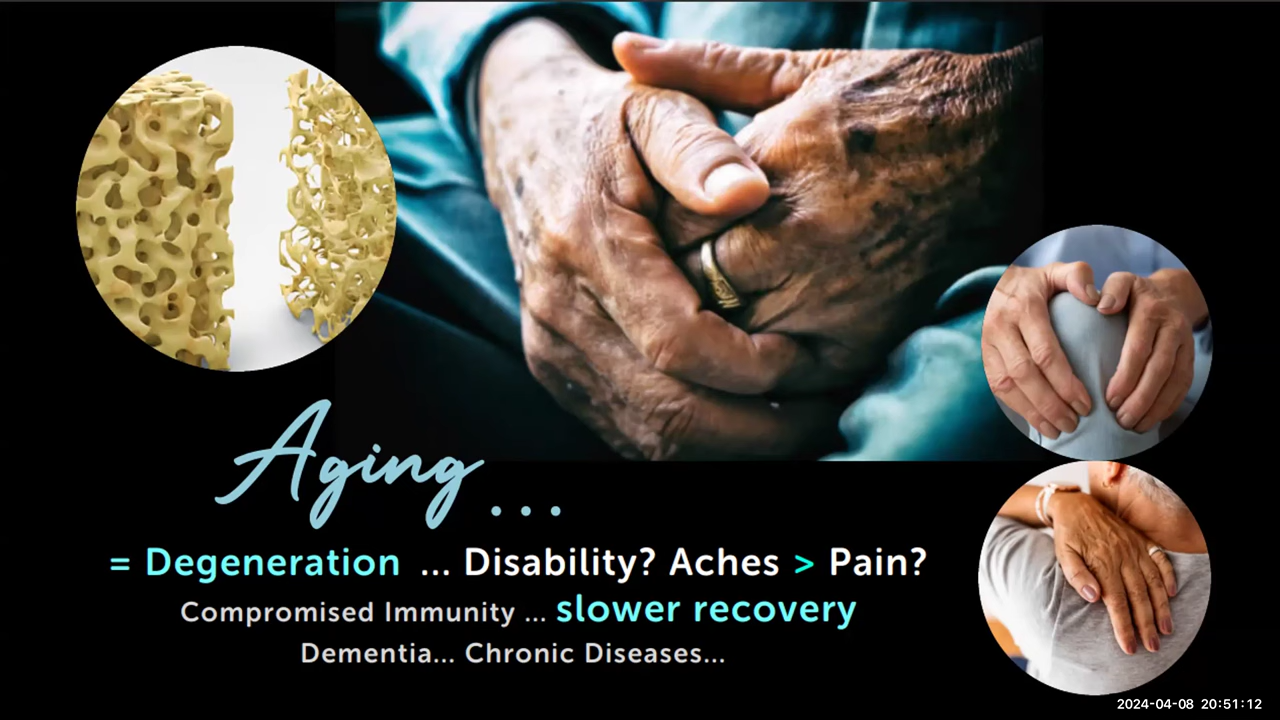 Aging...
= Degeneration ... Disability? Aches > Pain?
Compromised Immunity ... slower recovery
Dementia... Chronic Diseases...
2024-04-08 20:51:12